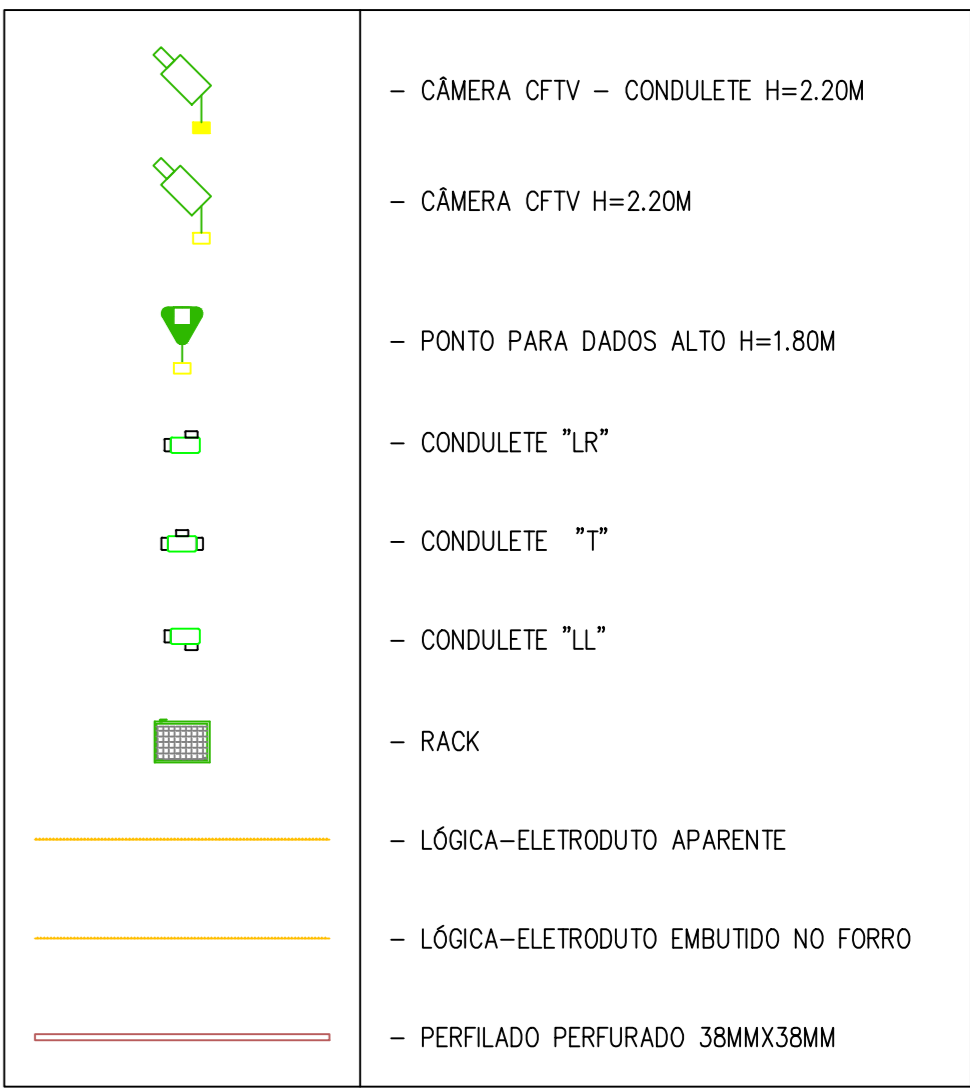 – CÂMERA CFTV – CONDULETE H=2.20M
– CÂMERA CFTV H=2.20M
– PONTO PARA DADOS ALTO H=1.80M
– CONDULETE "LR"
– CONDULETE "T"
– CONDULETE "LL"
– RACK
– LÓGICA–ELETRODUTO APARENTE
– LÓGICA–ELETRODUTO EMBUTIDO NO FORRO
– PERFILADO PERFURADO 38MMX38MM